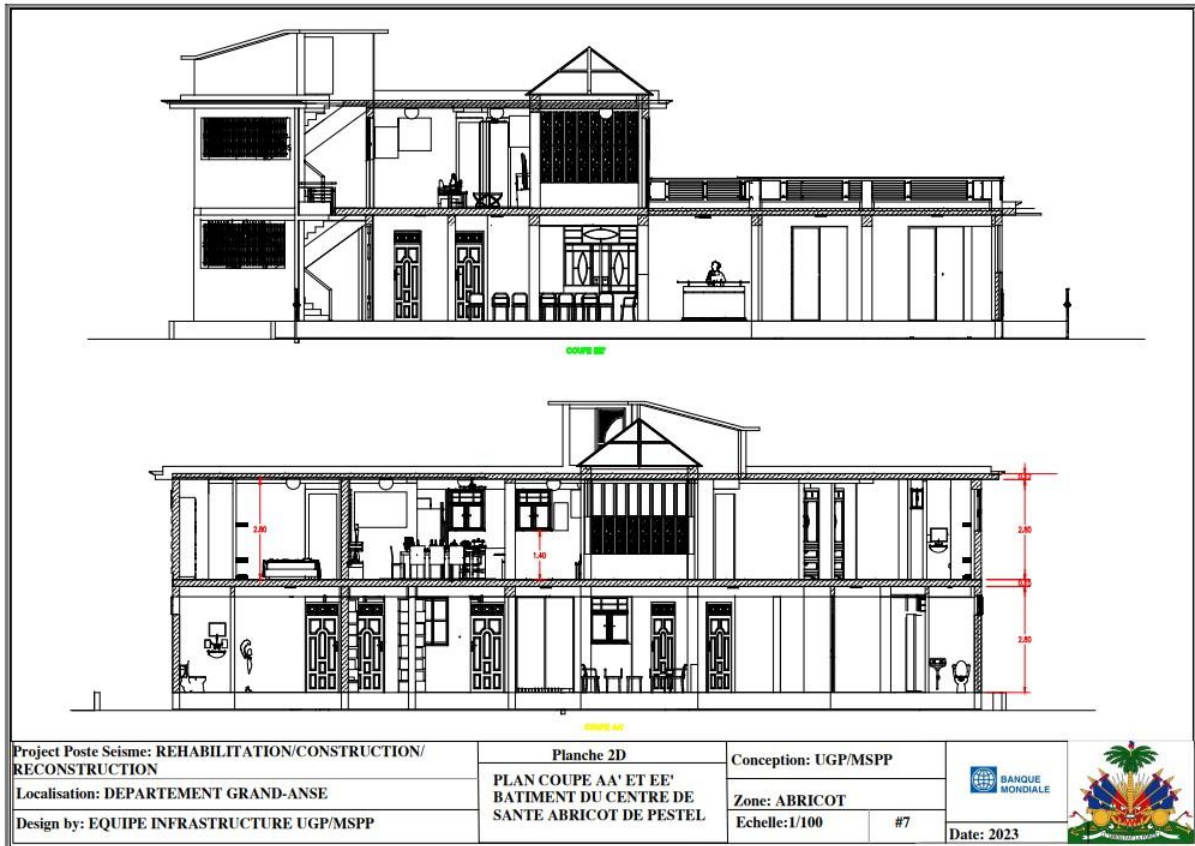 COUPE EE'
2.80
1.40
2.80
2.80
COUPE AA'
Project Poste Seisme: REHABILITATION/CONSTRUCTION/
RECONSTRUCTION
Localisation: DEPARTEMENT GRAND-ANSE
Design by: EQUIPE INFRASTRUCTURE UGP/MSPP
Planche 2D
PLAN COUPE AA' ET EE'
BATIMENT DU CENTRE DE
SANTE ABRICOT DE PESTEL
Conception: UGP/MSPP
Zone: ABRICOT
Echelle:1/100
#7
BANQUE
MONDIALE
Date: 2023